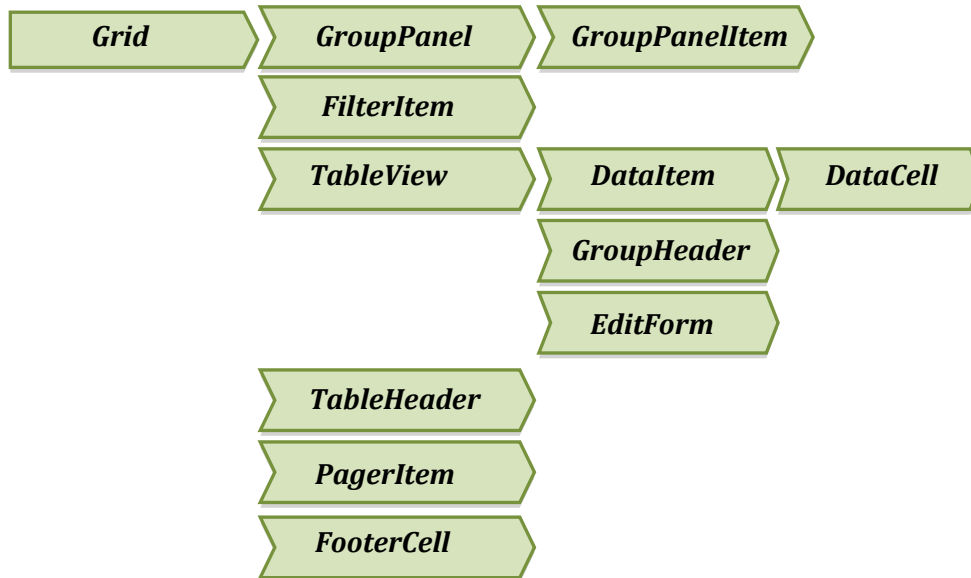 Grid GroupPanel GroupPanelItem
FilterItem
TableView DataItem DataCell
GroupHeader
EditForm
TableHeader
PagerItem
FooterCell